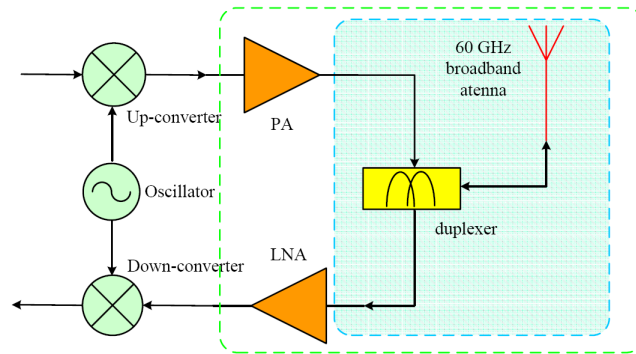 60 GHz
broadband
atenna
Up-converter
PA
Oscillator
duplexer
Down-converter
LNA